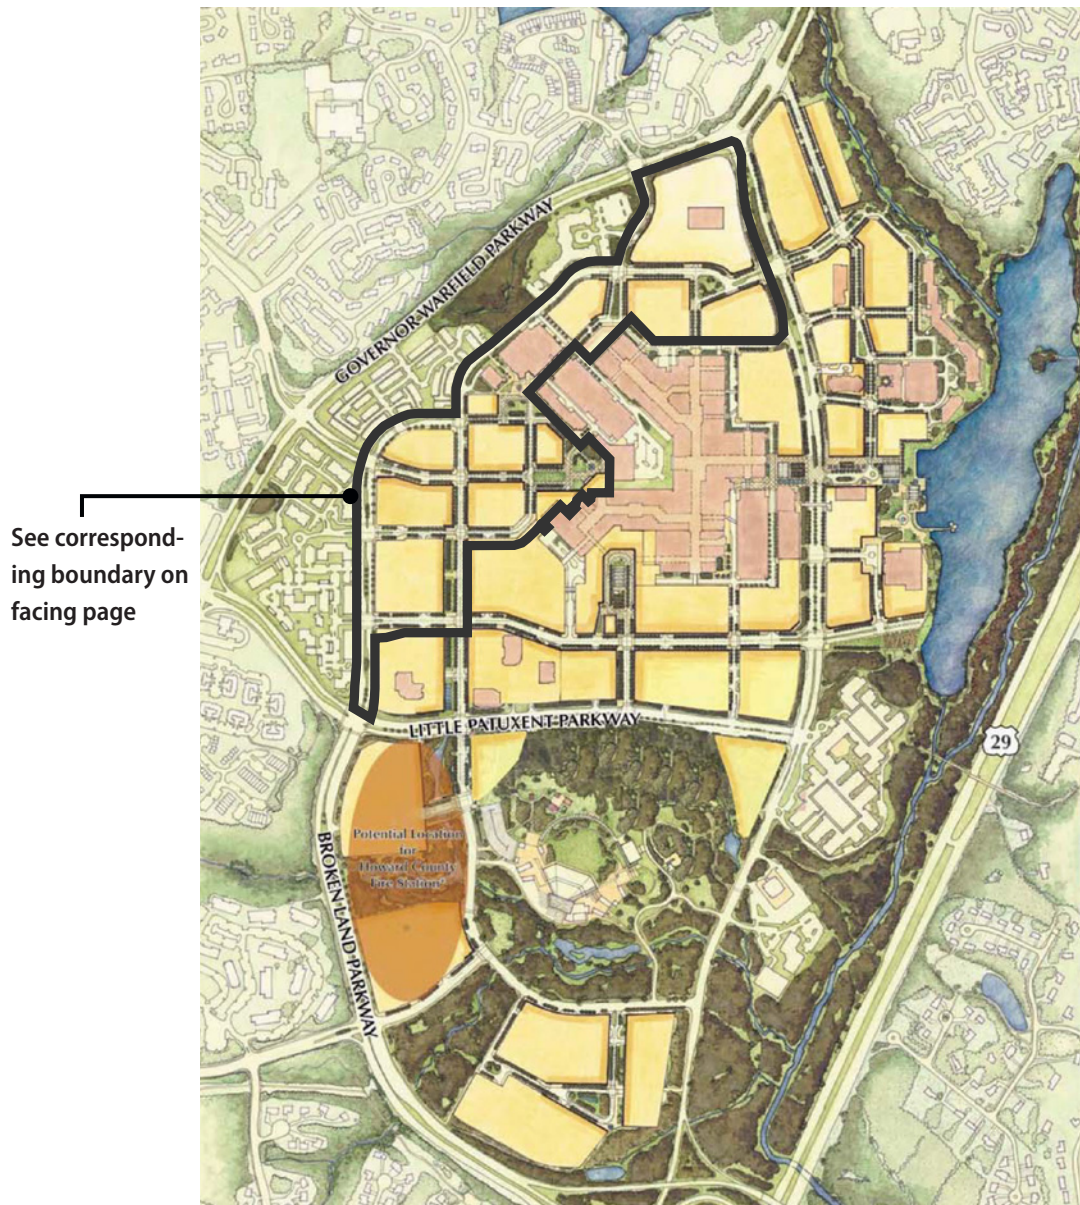 GOVERNOR WARFIELD PARKWAY
See correspond-
ing boundary on
facing page
LITTLE PATUXENT PARKWAY
29
BROKEN LAND PARKWAY
Potential Location
for
Howard County
Fire Station*